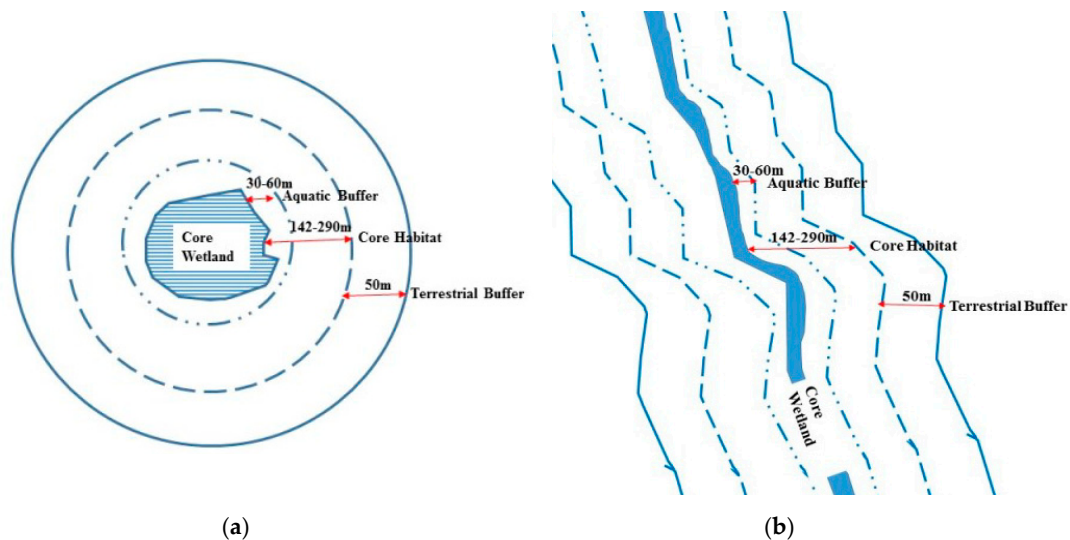 30-60m
Aquatic Buffer
142-290m
Core
Wetland
Core Habitat
50m
Terrestrial Buffer
(a)
30-60m
Aquatic Buffer
142-290m
Core Habitat
50m
Terrestrial Buffer
Core
Wetland
(b)